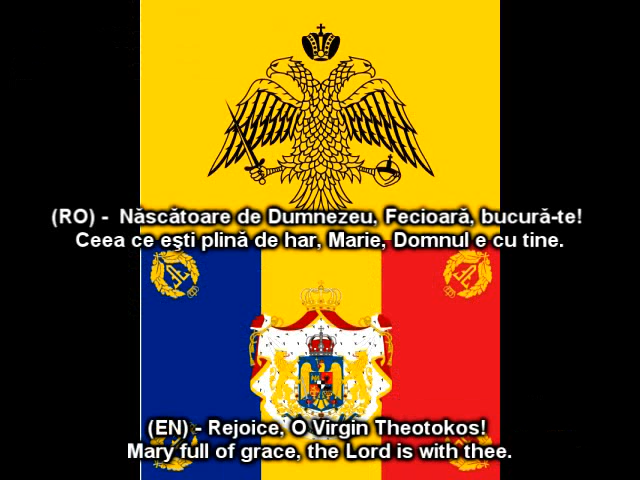 (RO) - Născătoare de Dumnezeu, Fecioară, bucură-te!
Ceea ce eşti plină de har, Marie, Domnul e cu tine.
(EN) - Rejoice, O Virgin Theotokos!
Mary full of grace, the Lord is with thee.